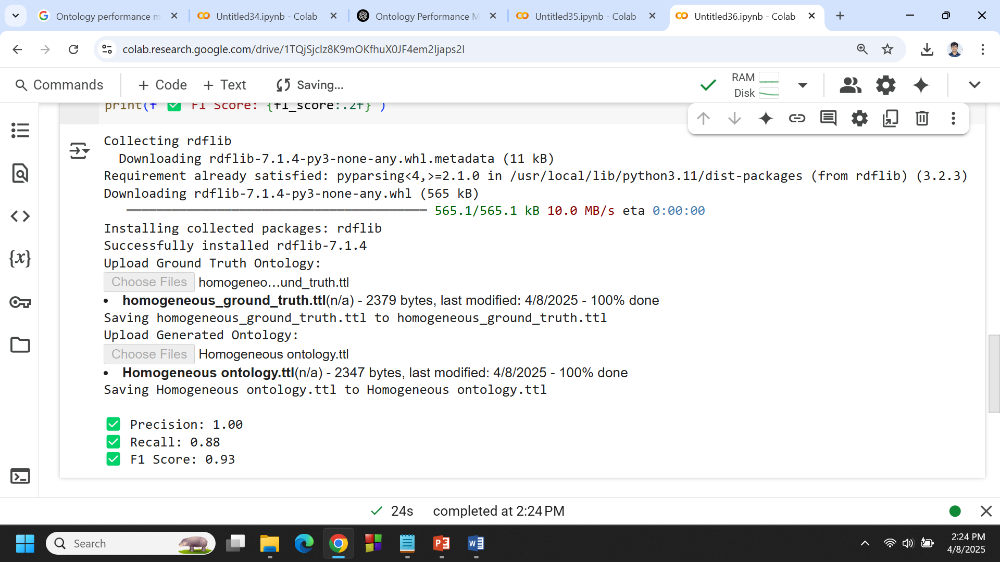 Ontology performance m
Untitled34.ipynb - Colab
Ontology Performance M
Untitled35.ipynb - Colab
Untitled36.ipynb - Colab
colab.research.google.com/drive/1TQjSjclz8K9mOKfhuX0JF4em2Ijaps2I
Commands
+ Code
+ Text
Saving...
RAM
Disk
print(f"✅ F1 Score: {f1_score:.2f}")
Collecting rdflib
Downloading rdflib-7.1.4-py3-none-any.whl.metadata (11 kB)
Requirement already satisfied: pyparsing<4,>=2.1.0 in /usr/local/lib/python3.11/dist-packages (from rdflib) (3.2.3)
Downloading rdflib-7.1.4-py3-none-any.whl (565 kB)
565.1/565.1 kB 10.0 MB/s eta 0:00:00
Installing collected packages: rdflib
Successfully installed rdflib-7.1.4
Upload Ground Truth Ontology:
Choose Files homogeneo…und_truth.ttl
• homogeneous_ground_truth.ttl(n/a) - 2379 bytes, last modified: 4/8/2025 - 100% done
Saving homogeneous_ground_truth.ttl to homogeneous_ground_truth.ttl
Upload Generated Ontology:
Choose Files Homogeneous ontology.ttl
• Homogeneous ontology.ttl(n/a) - 2347 bytes, last modified: 4/8/2025 - 100% done
Saving Homogeneous ontology.ttl to Homogeneous ontology.ttl
✅ Precision: 1.00
✅ Recall: 0.88
✅ F1 Score: 0.93
24s completed at 2:24 PM
Search
2:24 PM
4/8/2025